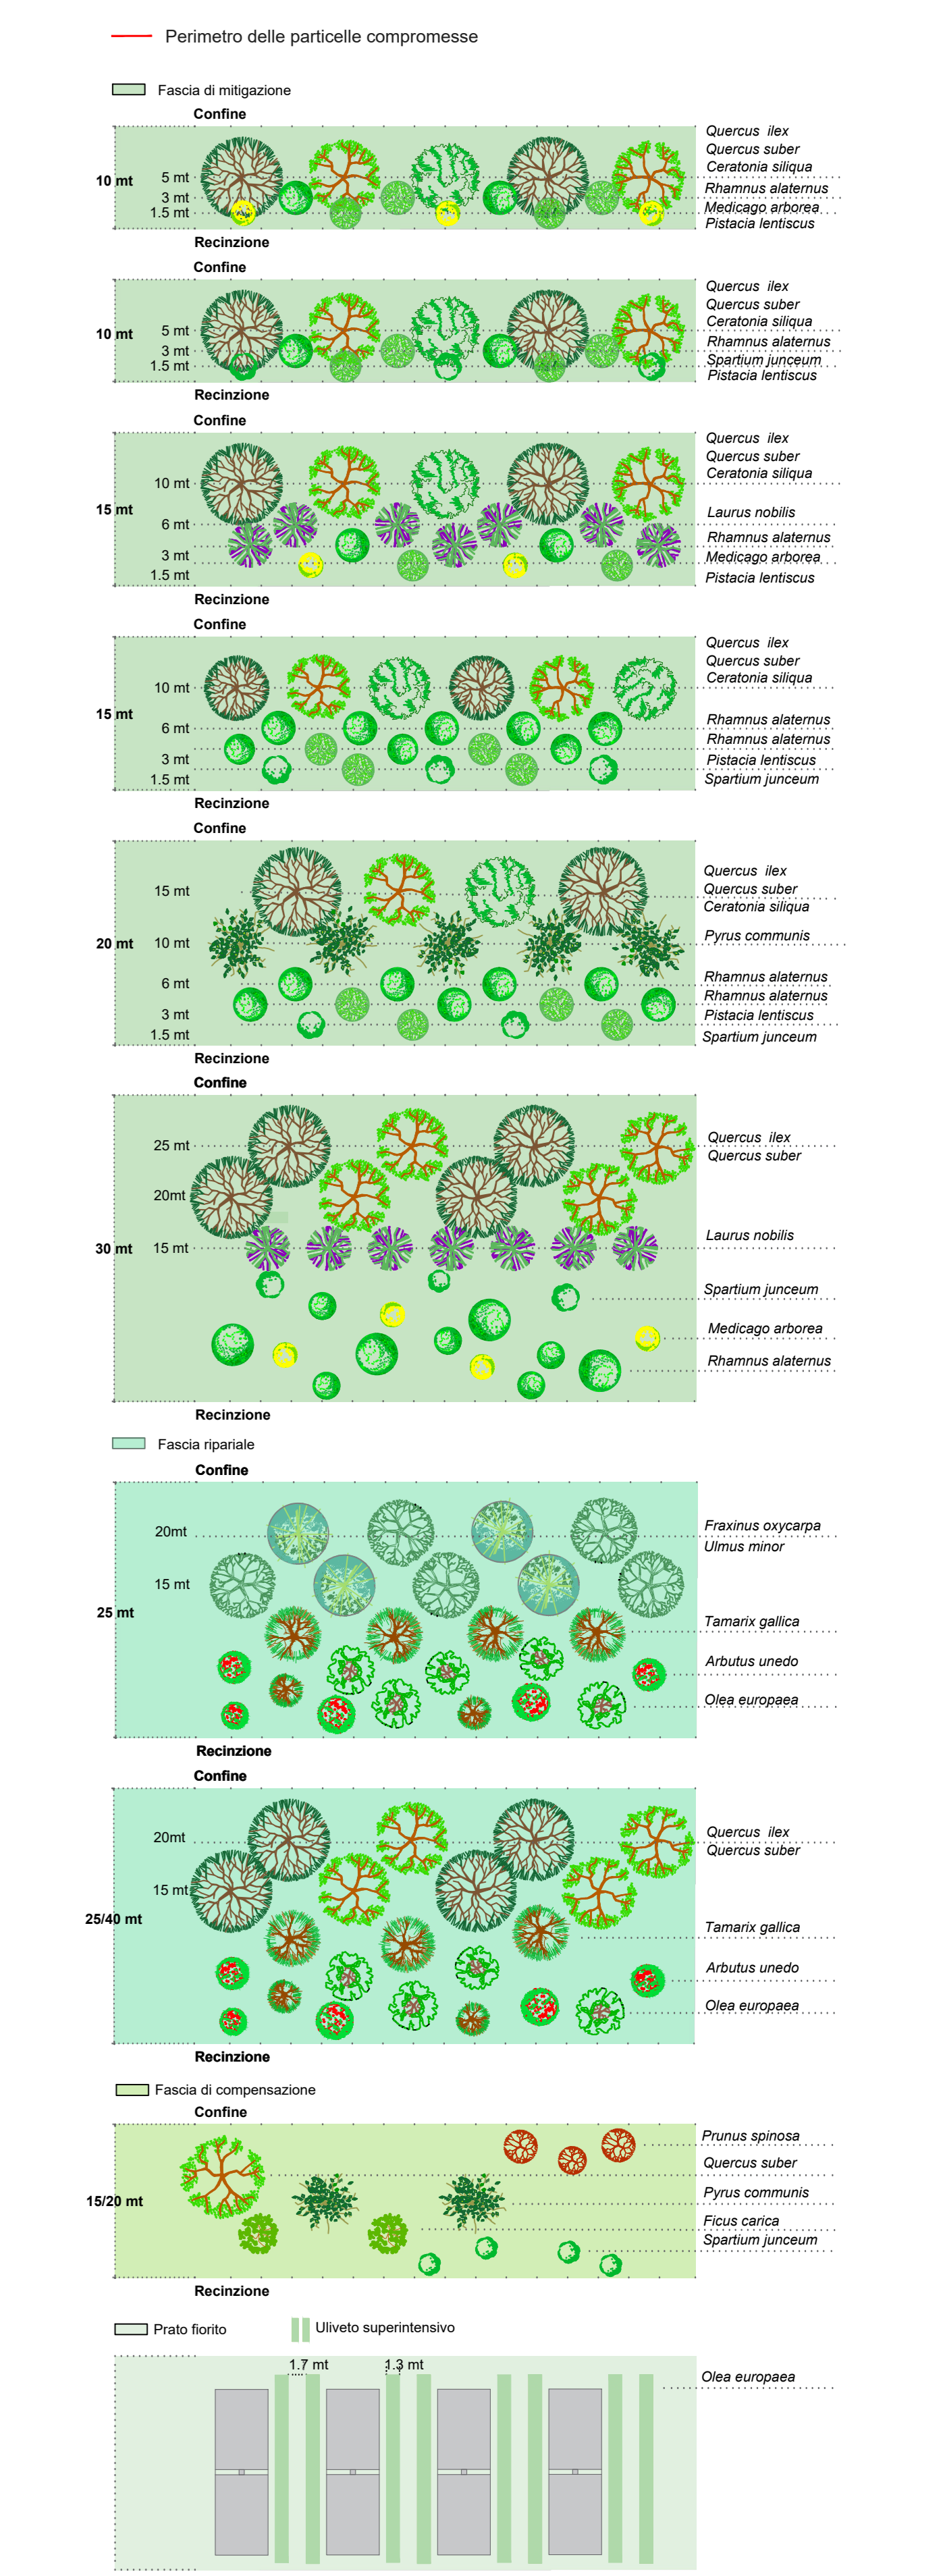 Perimetro delle particelle compromesse
Fascia di mitigazione
Confine
Quercus ilex
Quercus suber
Ceratonia siliqua
5 mt
10 mt
Rhamnus alaternus
3 mt
Medicago arborea
1.5 mt
Pistacia lentiscus
Recinzione
Confine
Quercus ilex
Quercus suber
Ceratonia siliqua
5 mt
10 mt
Rhamnus alaternus
3 mt
Spartium junceum
1.5 mt
Pistacia lentiscus
Recinzione
Confine
Quercus ilex
Quercus suber
Ceratonia siliqua
10 mt
15 mt
Laurus nobilis
6 mt
Rhamnus alaternus
3 mt
Medicago arborea
1.5 mt
Pistacia lentiscus
Recinzione
Confine
Quercus ilex
Quercus suber
Ceratonia siliqua
10 mt
15 mt
Rhamnus alaternus
6 mt
Rhamnus alaternus
3 mt
Pistacia lentiscus
1.5 mt
Spartium junceum
Recinzione
Confine
Quercus ilex
15 mt
Quercus suber
Ceratonia siliqua
Pyrus communis
20 mt
10 mt
Rhamnus alaternus
6 mt
Rhamnus alaternus
3 mt
Pistacia lentiscus
1.5 mt
Spartium junceum
Recinzione
Confine
Quercus ilex
25 mt
Quercus suber
20mt
Laurus nobilis
30 mt
15 mt
Spartium junceum
Medicago arborea
Rhamnus alaternus
Recinzione
Fascia ripariale
Confine
Fraxinus oxycarpa
20mt
Ulmus minor
15 mt
25 mt
Tamarix gallica
Arbutus unedo
Olea europaea
Recinzione
Confine
Quercus ilex
20mt
Quercus suber
15 mt
25/40 mt
Tamarix gallica
Arbutus unedo
Olea europaea
Recinzione
Fascia di compensazione
Confine
Prunus spinosa
Quercus suber
Pyrus communis
15/20 mt
Ficus carica
Spartium junceum
Recinzione
Prato fiorito
Uliveto superintensivo
1.7 mt
1.3 mt
Olea europaea